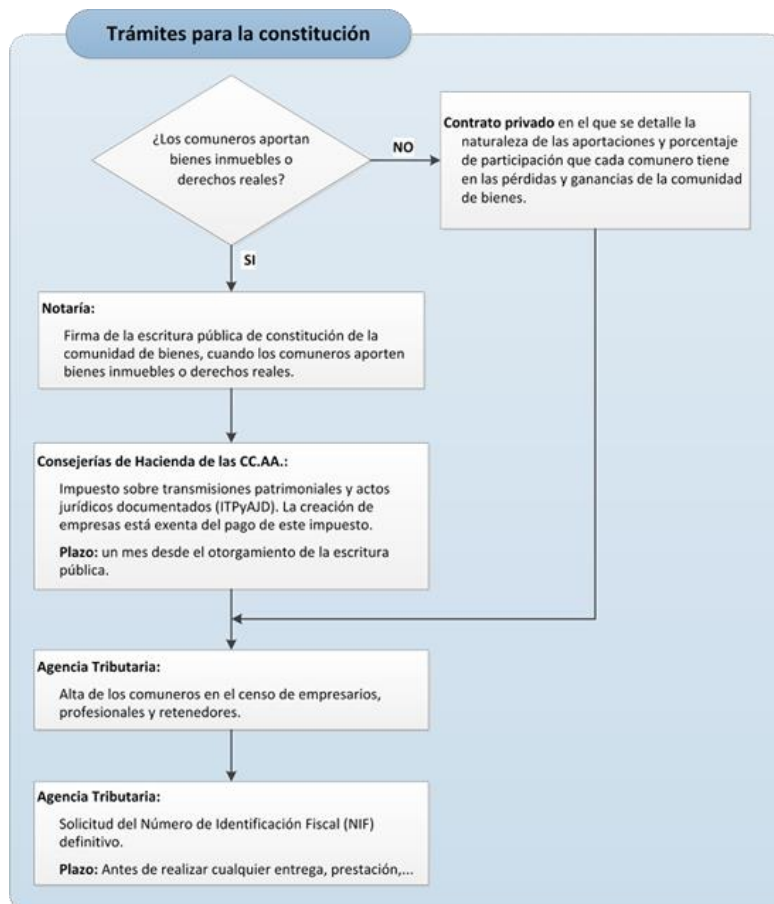 Trámites para la constitución
¿Los comuneros aportan
bienes inmuebles o
derechos reales?
NO
Contrato privado en el que se detalle la
naturaleza de las aportaciones y porcentaje
de participación que cada comunero tiene
en las pérdidas y ganancias de la comunidad
de bienes.
SI
Notaría:
Firma de la escritura pública de constitución de la
comunidad de bienes, cuando los comuneros aporten
bienes inmuebles o derechos reales.
Consejerías de Hacienda de las CC.AA.:
Impuesto sobre transmisiones patrimoniales y actos
jurídicos documentados (ITPyAJD). La creación de
empresas está exenta del pago de este impuesto.
Plazo: un mes desde el otorgamiento de la escritura
pública.
Agencia Tributaria:
Alta de los comuneros en el censo de empresarios,
profesionales y retenedores.
Agencia Tributaria:
Solicitud del Número de Identificación Fiscal (NIF)
definitivo.
Plazo: Antes de realizar cualquier entrega, prestación,...